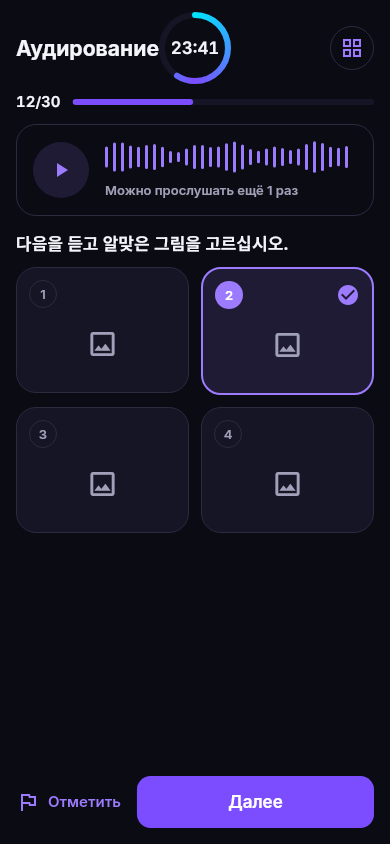 Аудирование
23:41
12/30
Можно прослушать ещё 1 раз
다음을 듣고 알맞은 그림을 고르십시오.
1
2
3
4
Отметить
Далее